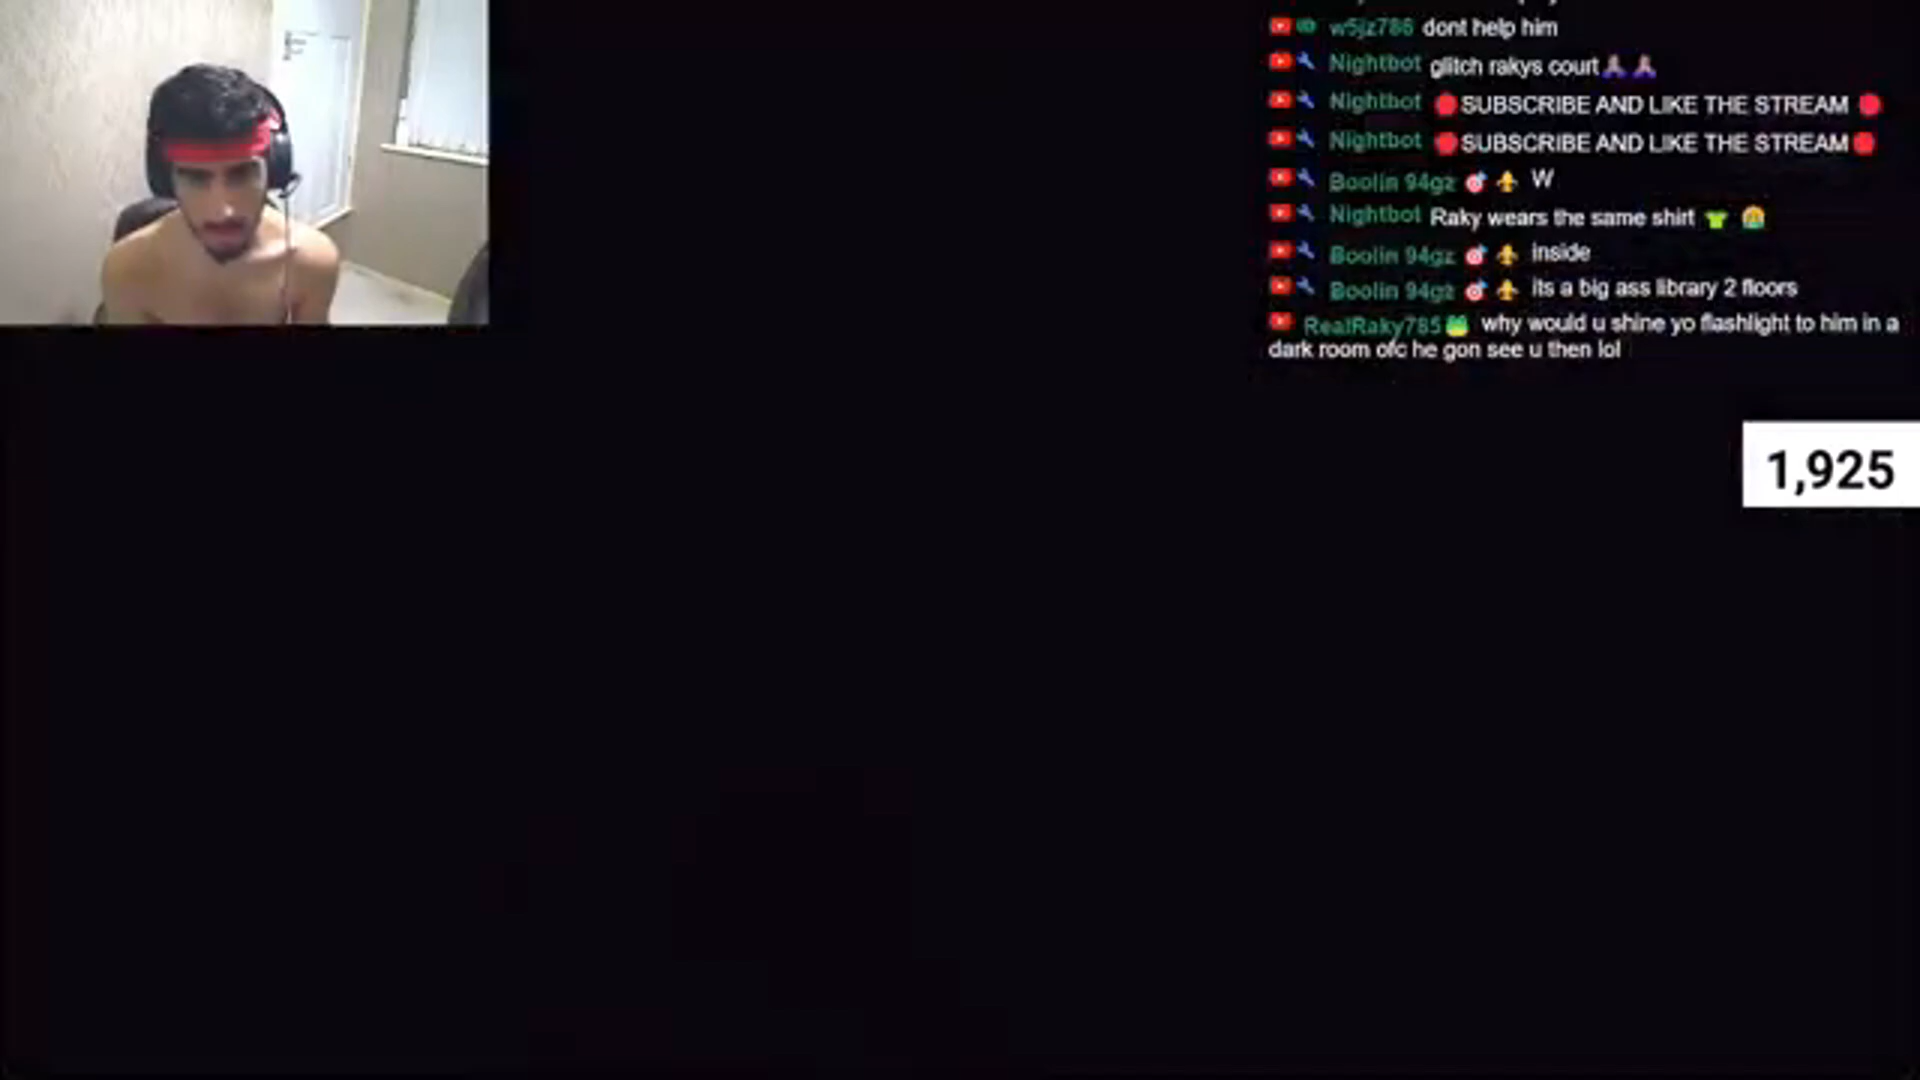 w5jz786 dont help him
Nightbot glitch rakys court
Nightbot SUBSCRIBE AND LIKE THE STREAM
Nightbot SUBSCRIBE AND LIKE THE STREAM
Boolin 94gz W
Nightbot Raky wears the same shirt
Boolin 94gz inside
Boolin 94gz its a big ass library 2 floors
RealRaky785 why would u shine yo flashlight to him in a
dark room ofc he gon see u then lol
1,925